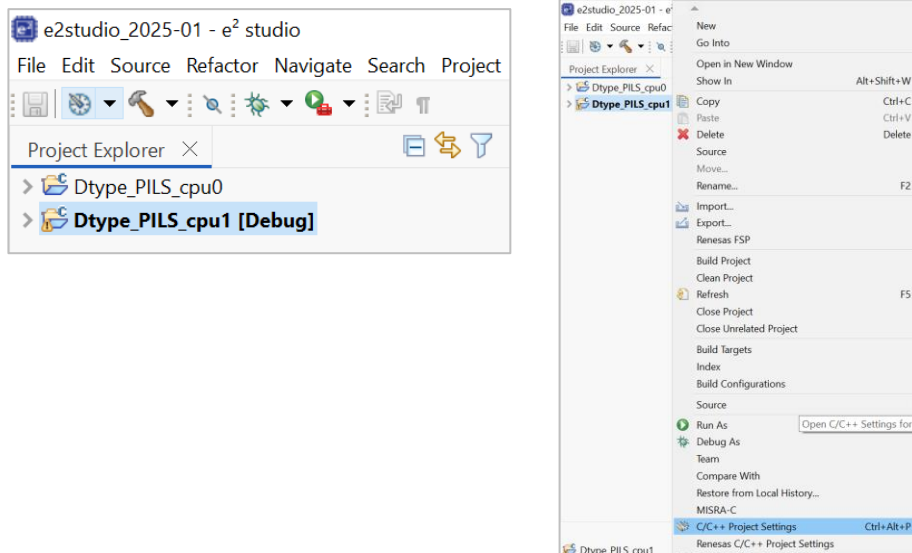 e2studio_2025-01 - e² studio
File Edit Source Refactor Navigate Search Project
Project Explorer
Dtype_PILS_cpu0
Dtype_PILS_cpu1 [Debug]
e2studio_2025-01 - e²
File Edit Source Refac
Project Explorer
Dtype_PILS_cpu0
Dtype_PILS_cpu1
New
Go Into
Open in New Window
Show In Alt+Shift+W
Copy Ctrl+C
Paste Ctrl+V
Delete Delete
Source
Move...
Rename... F2
Import...
Export...
Renesas FSP
Build Project
Clean Project
Refresh F5
Close Project
Close Unrelated Project
Build Targets
Index
Build Configurations
Source
Run As
Open C/C++ Settings for
Debug As
Team
Compare With
Restore from Local History...
MISRA-C
C/C++ Project Settings Ctrl+Alt+P
Renesas C/C++ Project Settings
Dtype_PILS_cpu1